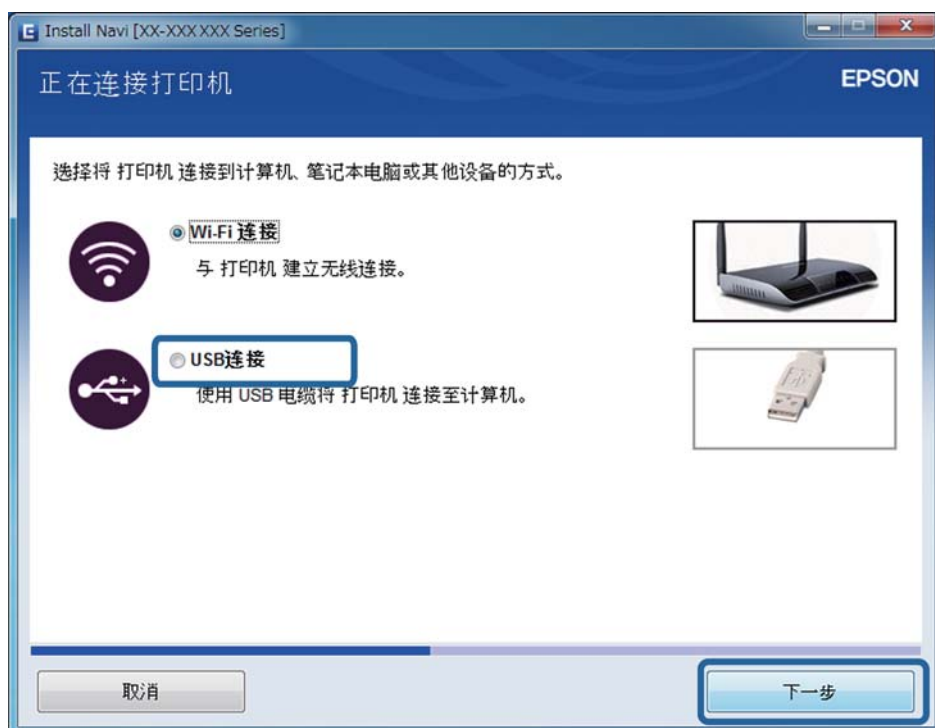 Install Navi [XX-XXX XXX Series]
正在连接打印机
EPSON
选择将 打印机 连接到计算机、笔记本电脑或其他设备的方式。
Wi-Fi 连接
与 打印机 建立无线连接。
USB连接
使用 USB 电缆将 打印机 连接至计算机。
取消
下一步